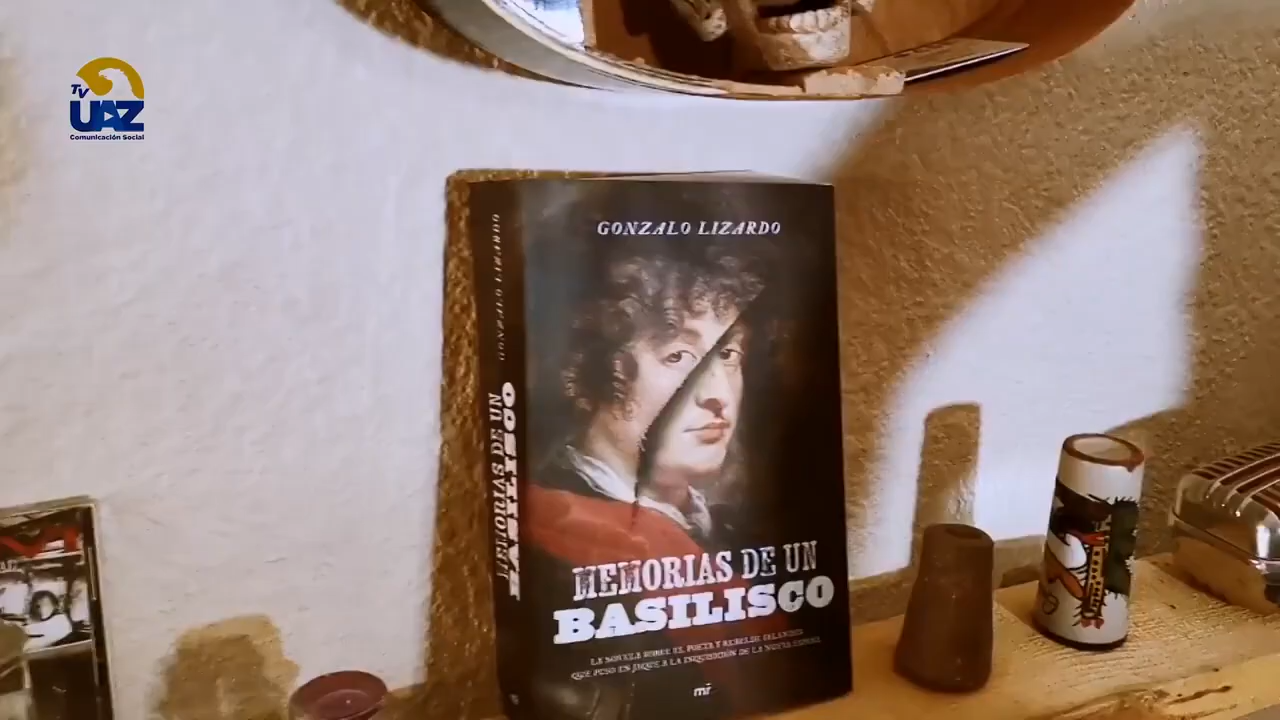 TV
UAZ
Comunicación Social
GONZALO LIZARDO
GONZALO LIZARDO
MEMORIAS DE UN
BASILISCO
MEMORIAS DE UN
BASILISCO
LA NOVELA SOBRE EL POETA Y REBELDE IRLANDÉS
QUE PUSO EN JAQUE A LA INQUISICIÓN DE LA NUEVA ESPAÑA
mr